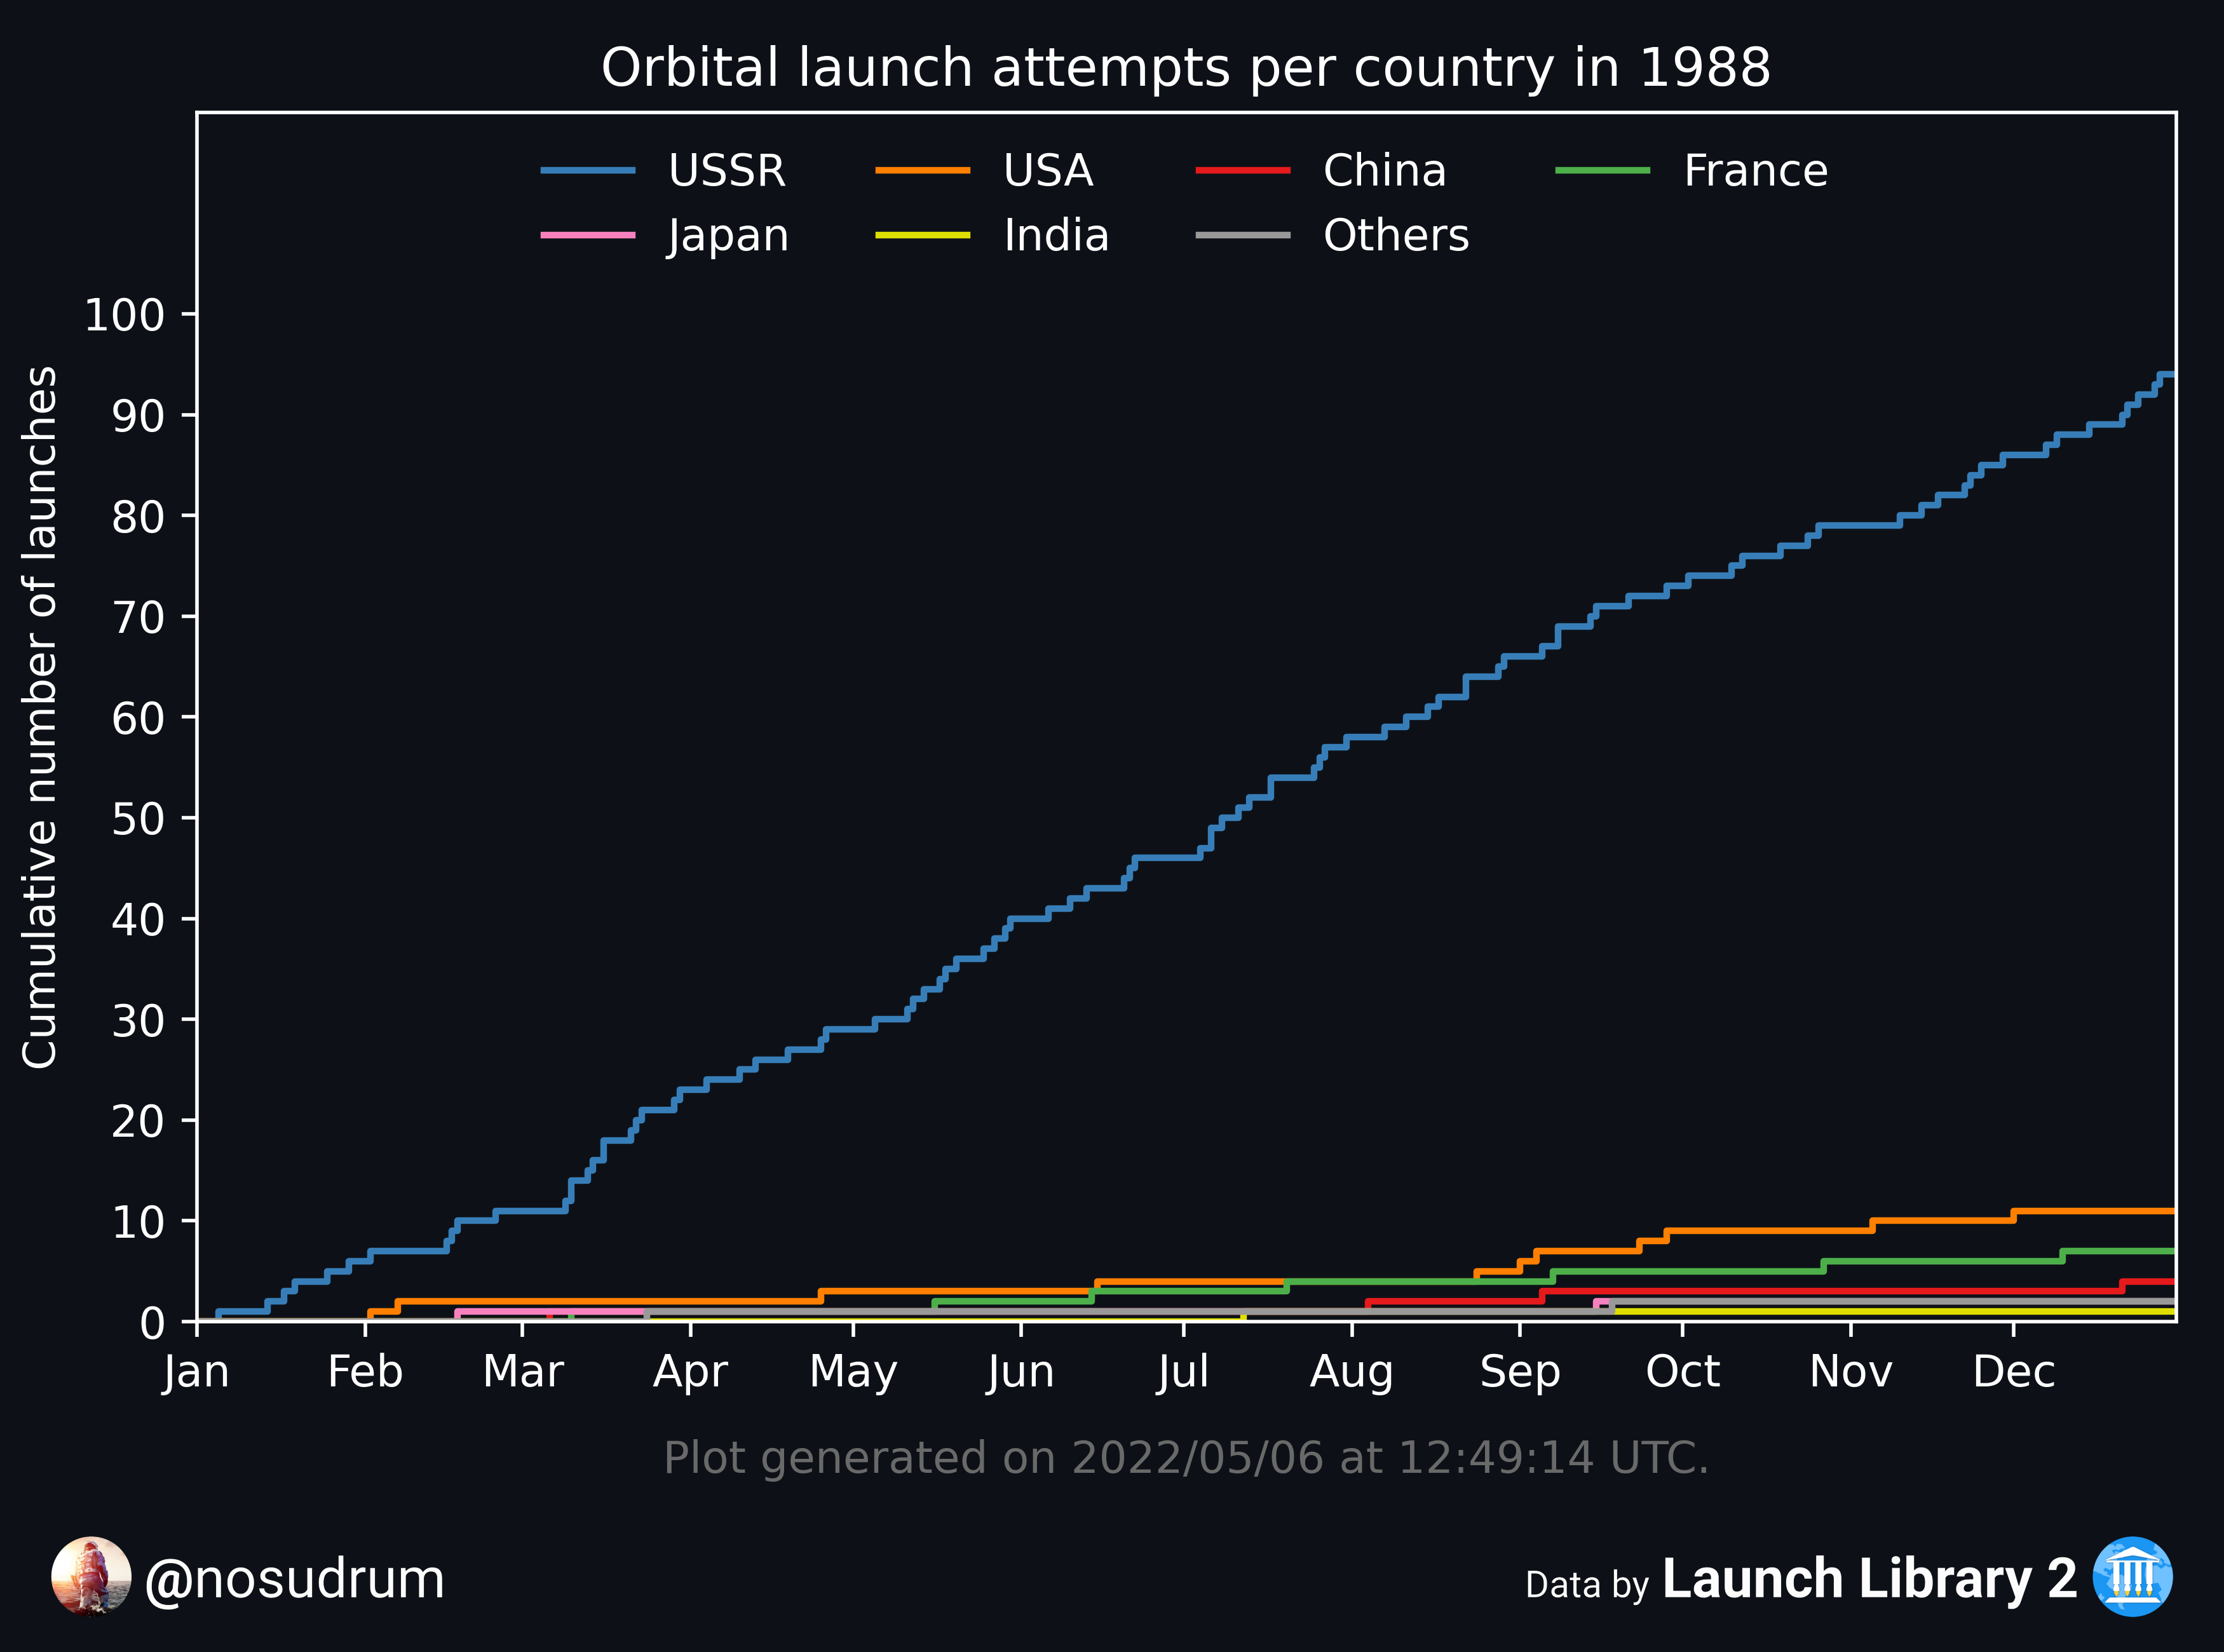 Orbital launch attempts per country in 1988
USSR USA China France
Japan India Others
Cumulative number of launches
100
90
80
70
60
50
40
30
20
10
0
Jan Feb Mar Apr May Jun Jul Aug Sep Oct Nov Dec
Plot generated on 2022/05/06 at 12:49:14 UTC.
@nosudrum
Data by Launch Library 2